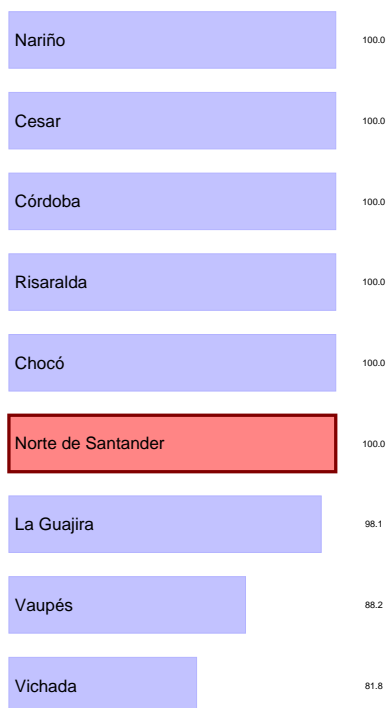 Nariño 100.0
Cesar 100.0
Córdoba 100.0
Risaralda 100.0
Chocó 100.0
Norte de Santander 100.0
La Guajira 98.1
Vaupés 88.2
Vichada 81.8